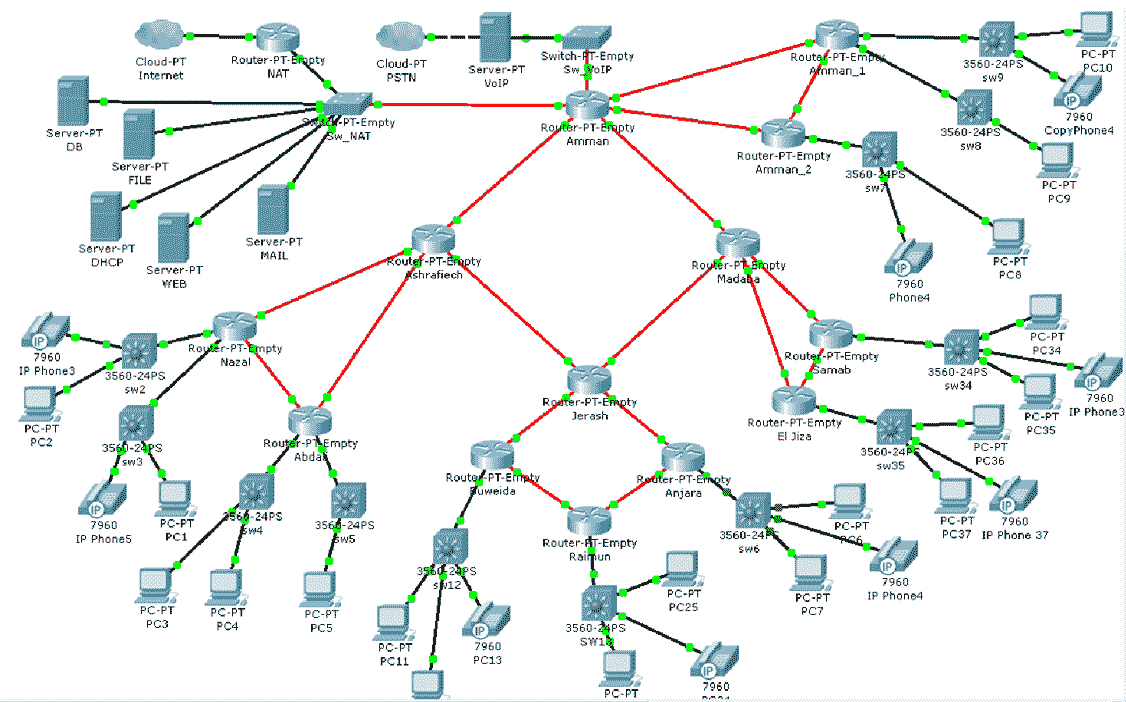 Cloud-PT
Internet
Router-PT-Empty
NAT
Cloud-PT
PSTN
Server-PT
VoIP
Switch-PT-Empty
Sw_VoIP
Router-PT-Empty
Amman_1
3560-24PS
sw9
PC-PT
PC10
7960
CopyPhone4
3560-24PS
sw8
PC-PT
PC9
Server-PT
DB
Server-PT
FILE
Switch-PT-Empty
Sw_NAT
Router-PT-Empty
Amman
Router-PT-Empty
Amman_2
3560-24PS
sw7
PC-PT
PC8
7960
Phone4
Server-PT
DHCP
Server-PT
WEB
Server-PT
MAIL
Router-PT-Empty
Ashrafiech
Router-PT-Empty
Madaba
IP
7960
IP Phone3
3560-24PS
sw2
Router-PT-Empty
Nazal
Router-PT-Empty
Samab
3560-24PS
sw34
PC-PT
PC34
7960
IP Phone3
PC-PT
PC35
PC-PT
PC2
3560-24PS
sw3
Router-PT-Empty
Abdali
Router-PT-Empty
Jerash
Router-PT-Empty
El Jiza
3560-24PS
sw35
PC-PT
PC36
PC-PT
PC37
7960
IP Phone 37
7960
IP Phone5
PC-PT
PC1
3560-24PS
sw4
3560-24PS
sw5
Router-PT-Empty
Router-PT-Empty
Anjara
Router-PT-Empty
Raimun
3560-24PS
sw6
PC-PT
PC6
7960
IP Phone4
PC-PT
PC7
PC-PT
PC3
PC-PT
PC4
PC-PT
PC5
3560-24PS
sw12
PC-PT
PC11
7960
PC13
3560-24PS
PC-PT
PC25
PC-PT
7960